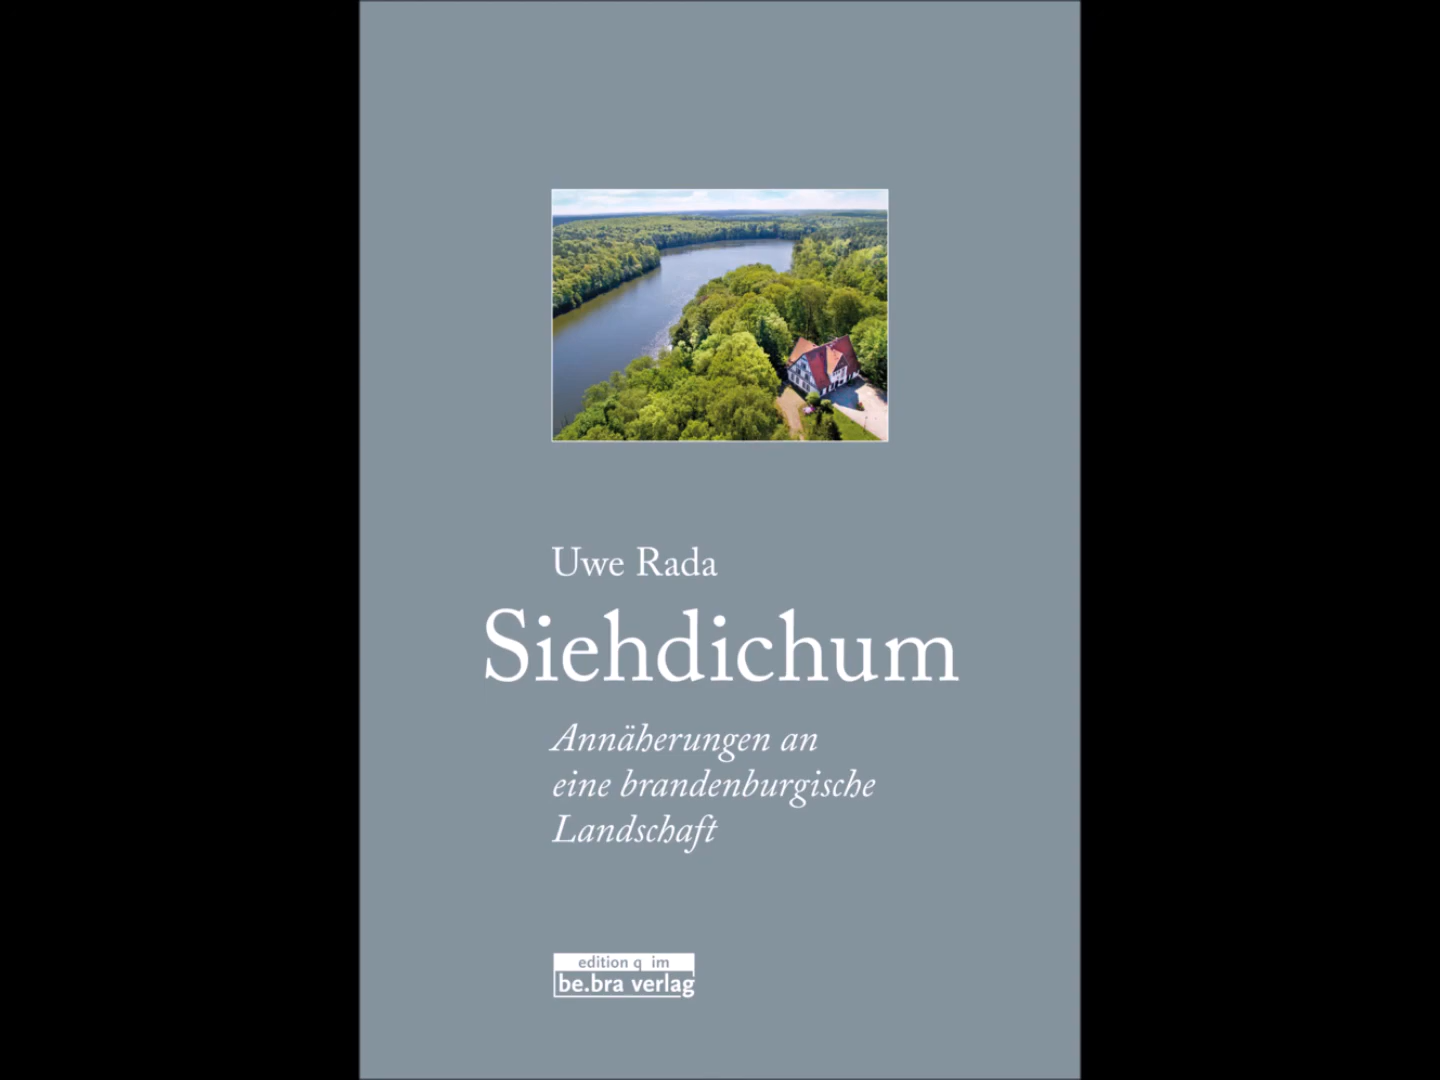 Uwe Rada
Siehdichum
Annäherungen an
eine brandenburgische
Landschaft
edition q im
be.bra verlag